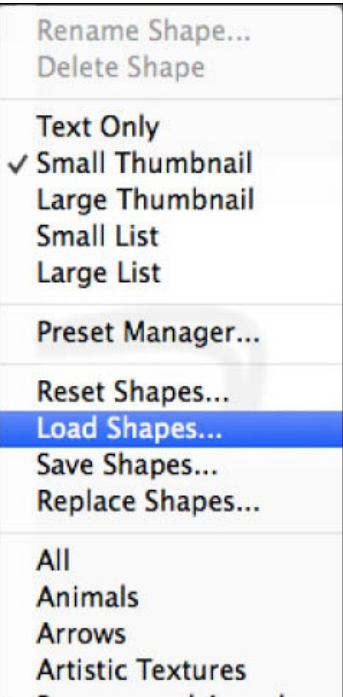 Rename Shape...
Delete Shape
Text Only
✓ Small Thumbnail
Large Thumbnail
Small List
Large List
Preset Manager...
Reset Shapes...
Load Shapes...
Save Shapes...
Replace Shapes...
All
Animals
Arrows
Artistic Textures